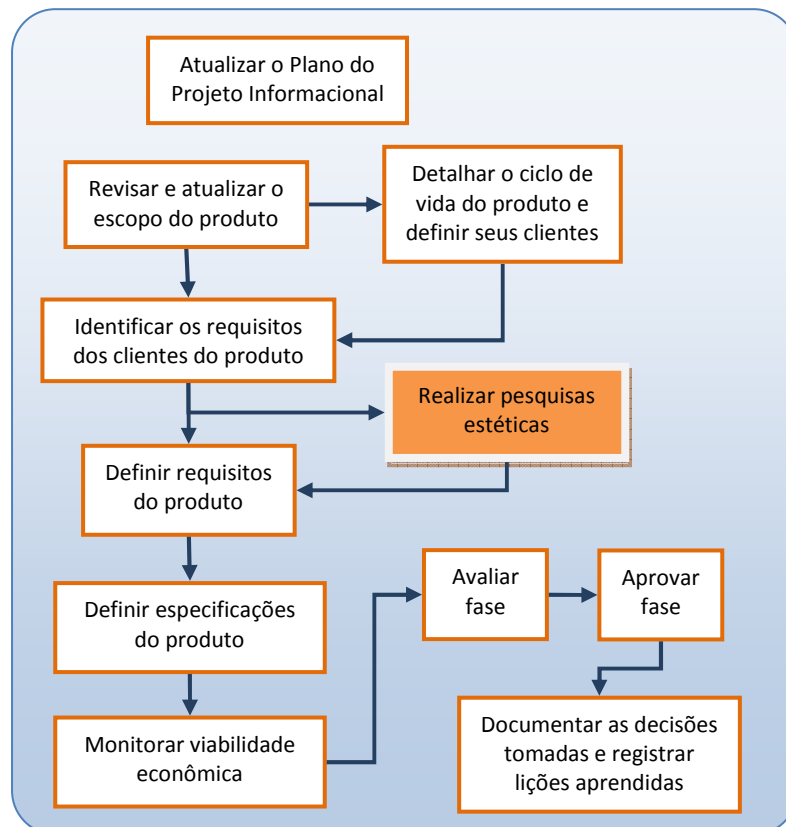 Atualizar o Plano do
Projeto Informacional
Revisar e atualizar o
escopo do produto
Detalhar o ciclo de
vida do produto e
definir seus clientes
Identificar os requisitos
dos clientes do produto
Realizar pesquisas
estéticas
Definir requisitos
do produto
Definir especificações
do produto
Avaliar
fase
Aprovar
fase
Monitorar viabilidade
econômica
Documentar as decisões
tomadas e registrar
lições aprendidas